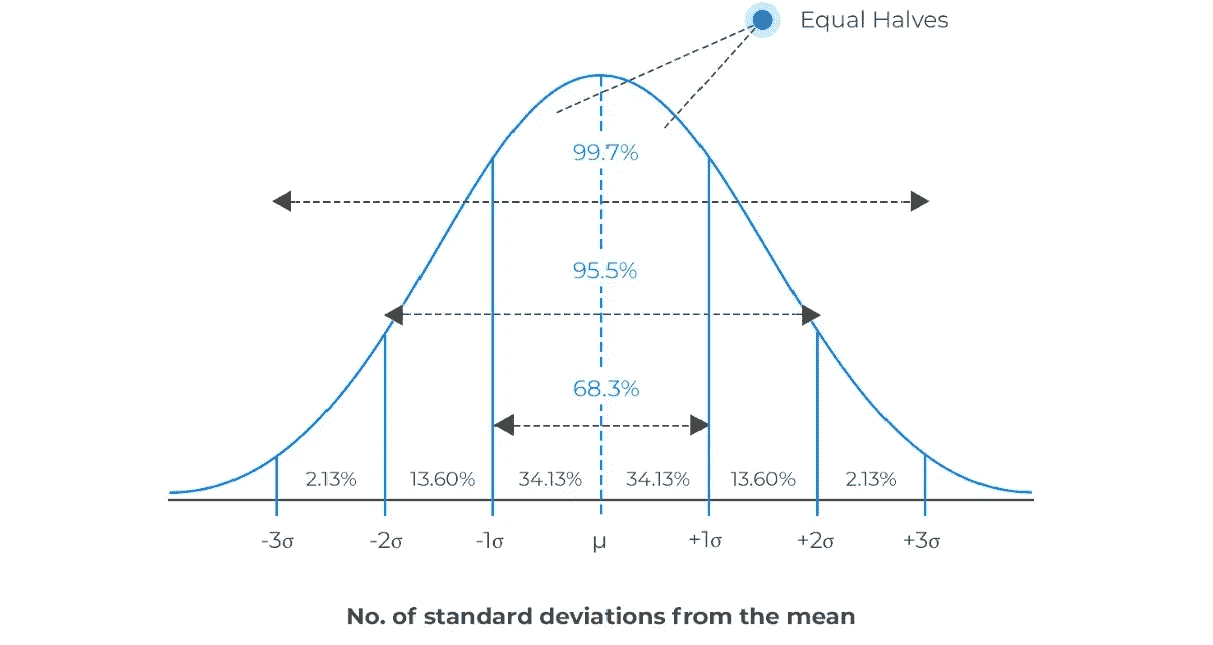 Equal Halves
99.7%
95.5%
68.3%
2.13% 13.60% 34.13% 34.13% 13.60% 2.13%
-3σ -2σ -1σ µ +1σ +2σ +3σ
No. of standard deviations from the mean